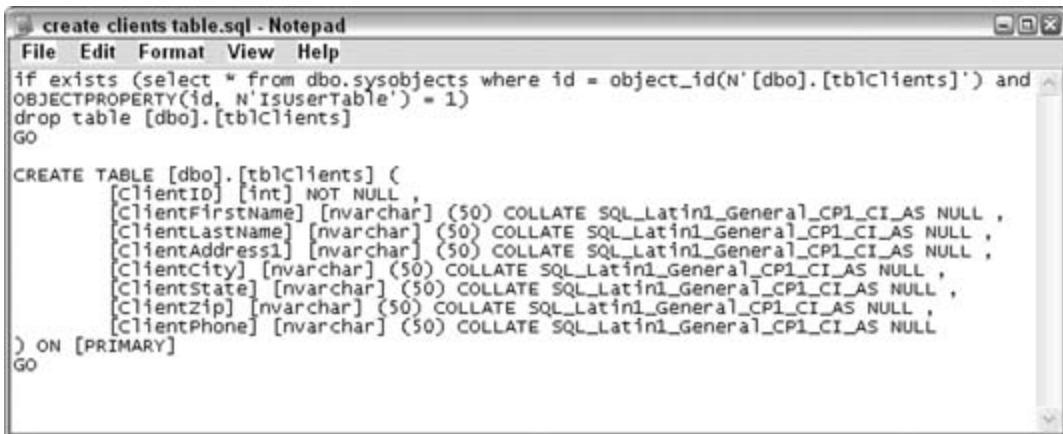 create clients table.sql - Notepad
File Edit Format View Help
if exists (select * from dbo.sysobjects where id = object_id(N'[dbo].[tblClients]') and
OBJECTPROPERTY(id, N'IsUserTable') = 1)
drop table [dbo].[tblClients]
GO
CREATE TABLE [dbo].[tblClients] (
[ClientID] [int] NOT NULL ,
[ClientFirstName] [nvarchar] (50) COLLATE SQL_Latin1_General_CP1_CI_AS NULL ,
[ClientLastName] [nvarchar] (50) COLLATE SQL_Latin1_General_CP1_CI_AS NULL ,
[ClientAddress1] [nvarchar] (50) COLLATE SQL_Latin1_General_CP1_CI_AS NULL ,
[ClientCity] [nvarchar] (50) COLLATE SQL_Latin1_General_CP1_CI_AS NULL ,
[ClientState] [nvarchar] (50) COLLATE SQL_Latin1_General_CP1_CI_AS NULL ,
[ClientZip] [nvarchar] (50) COLLATE SQL_Latin1_General_CP1_CI_AS NULL ,
[ClientPhone] [nvarchar] (50) COLLATE SQL_Latin1_General_CP1_CI_AS NULL
) ON [PRIMARY]
GO